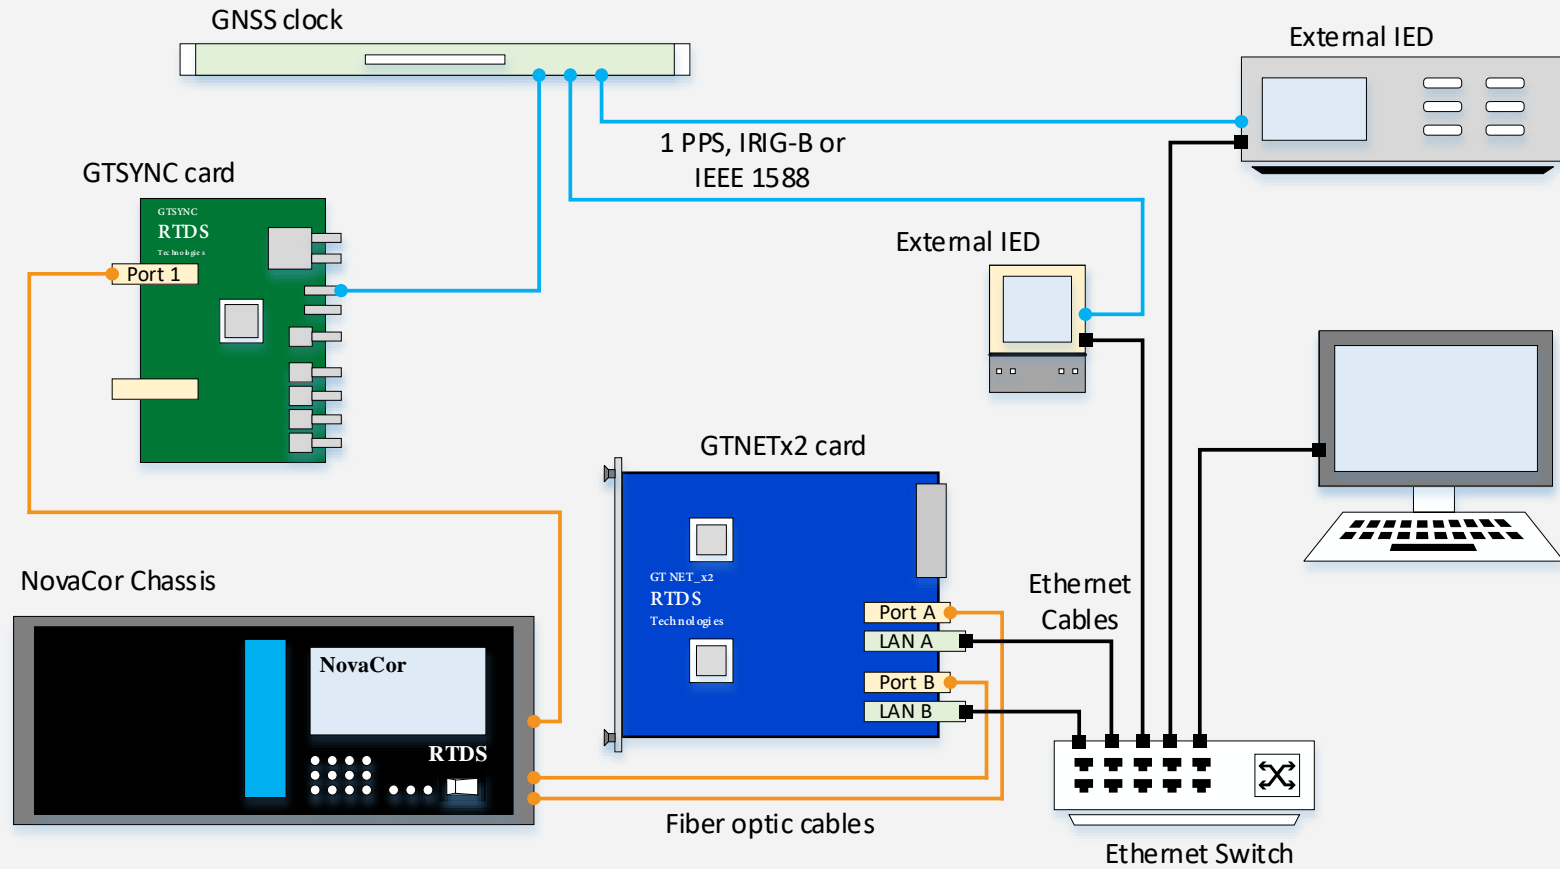 GNSS clock
External IED
1 PPS, IRIG-B or
IEEE 1588
GTSYNC card
GTSYNC
RTDS
Technologies
Port 1
External IED
GTNETx2 card
GTNET_x2
RTDS
Technologies
Port A
LAN A
Port B
LAN B
Ethernet
Cables
NovaCor Chassis
NovaCor
RTDS
Fiber optic cables
Ethernet Switch